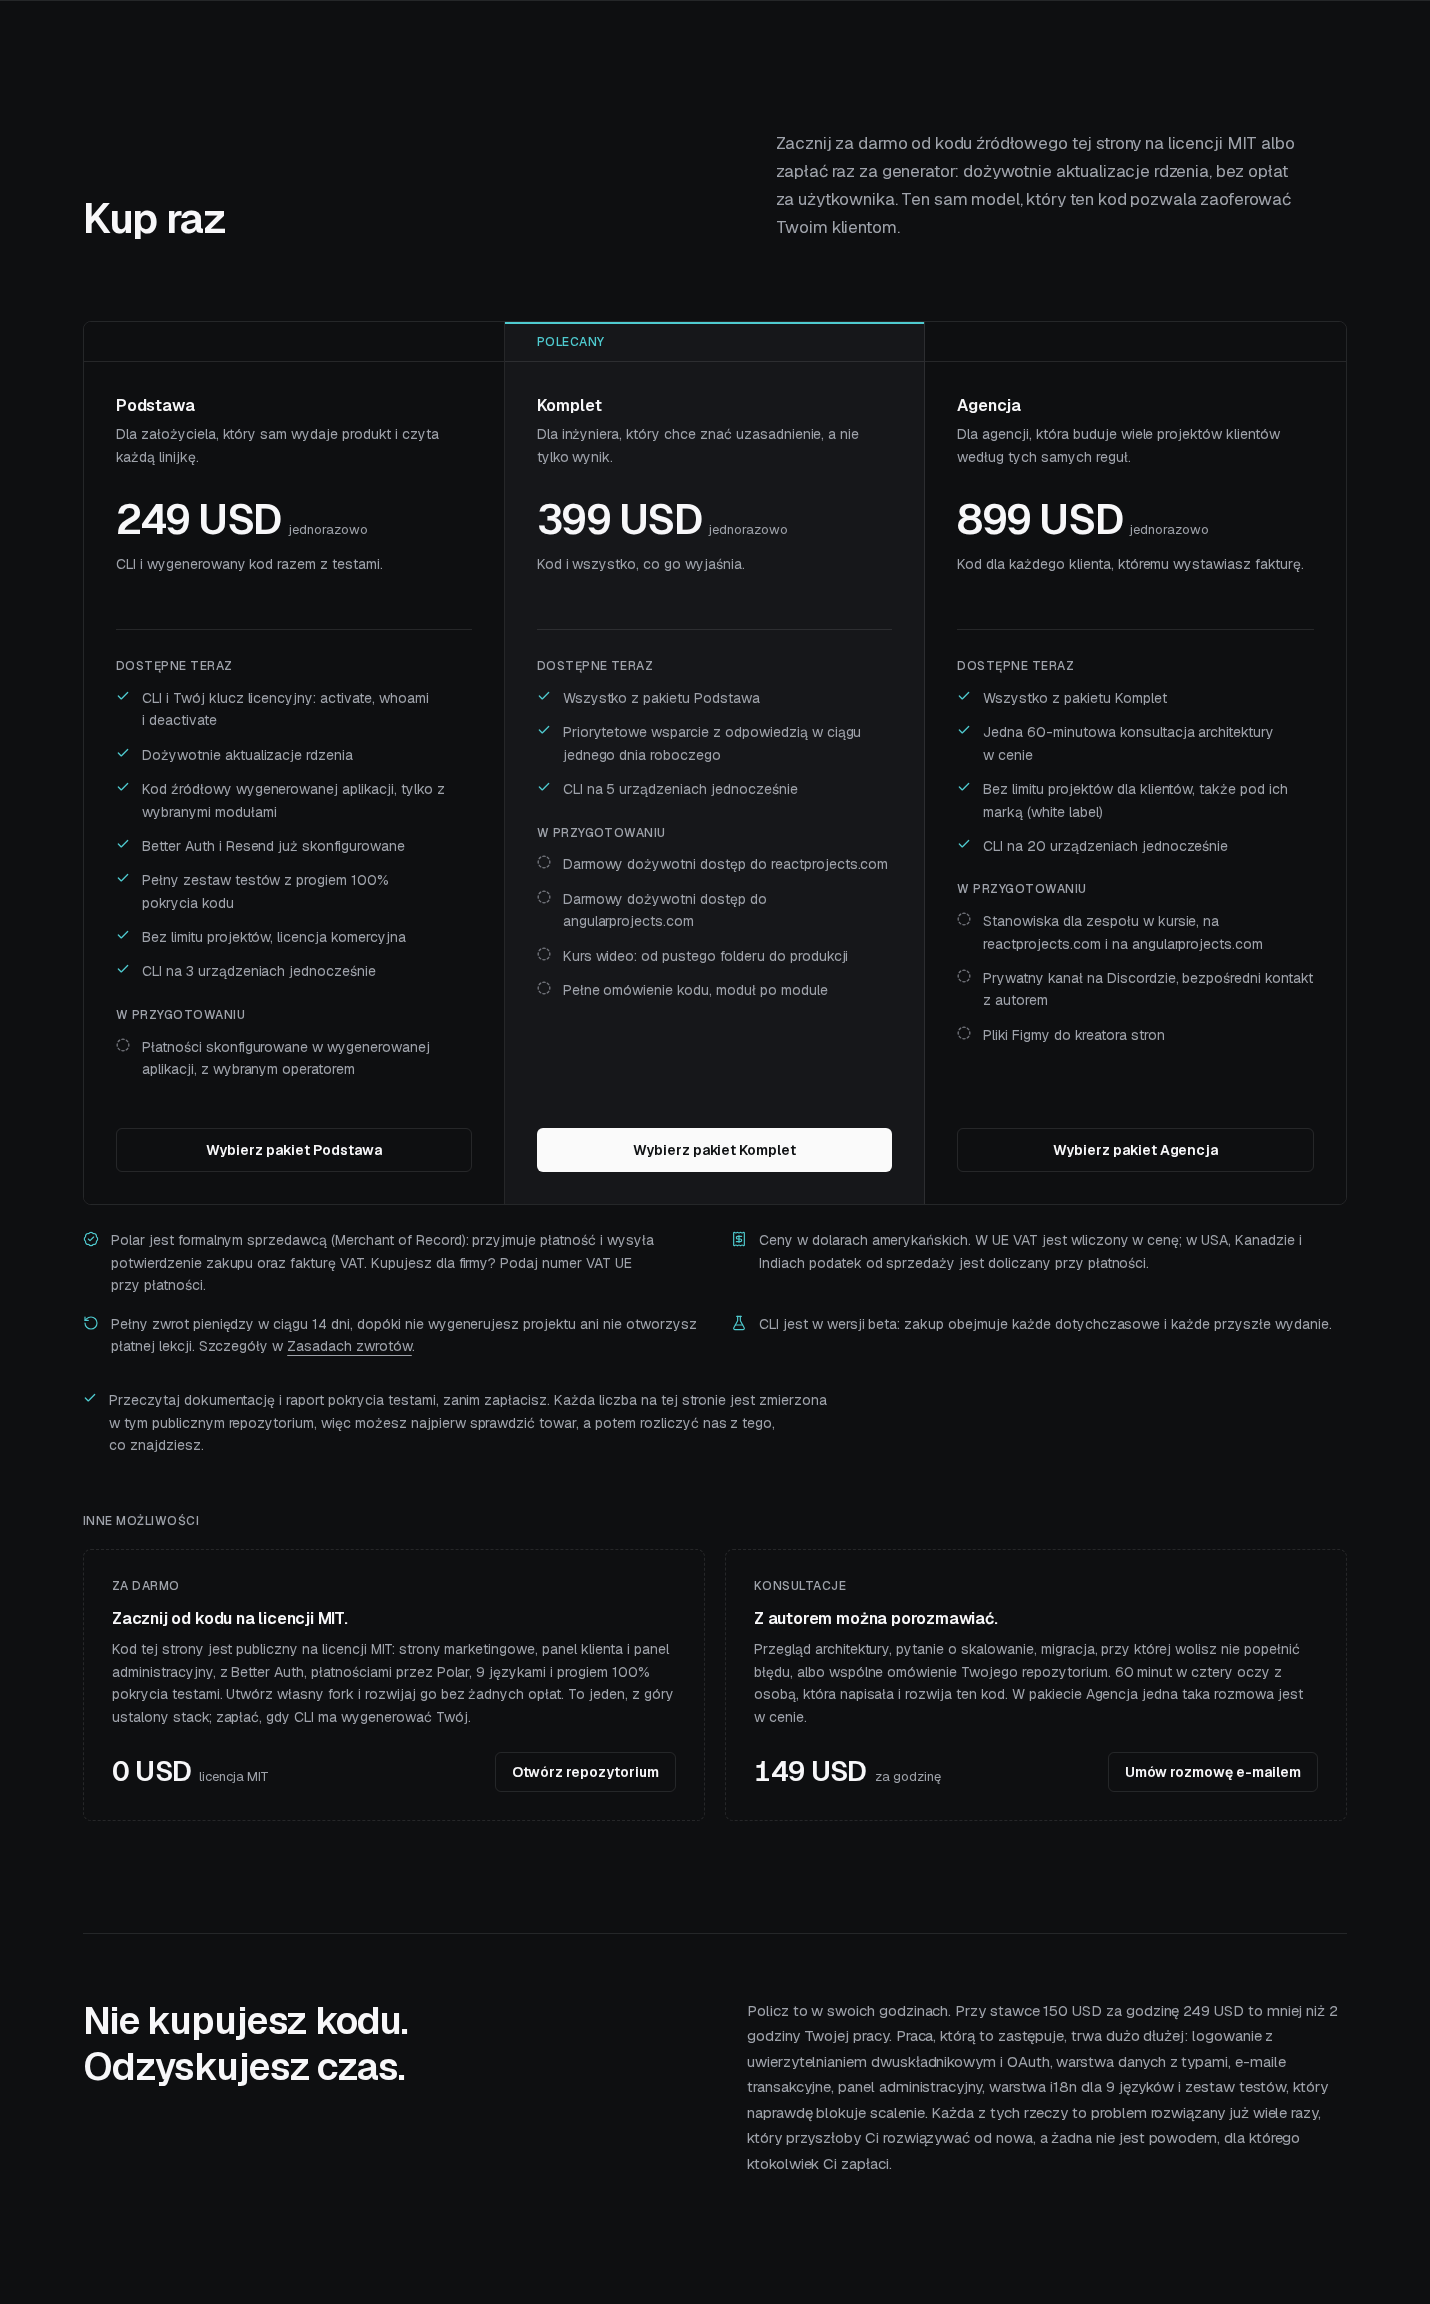 Kup raz
Zacznij za darmo od kodu źródłowego tej strony na licencji MIT albo
zapłać raz za generator: dożywotnie aktualizacje rdzenia, bez opłat
za użytkownika. Ten sam model, który ten kod pozwala zaoferować
Twoim klientom.
POLECANY
Podstawa
Dla założyciela, który sam wydaje produkt i czyta
każdą linijkę.
249 USD jednorazowo
CLI i wygenerowany kod razem z testami.
DOSTĘPNE TERAZ
CLI i Twój klucz licencyjny: activate, whoami
i deactivate
Dożywotnie aktualizacje rdzenia
Kod źródłowy wygenerowanej aplikacji, tylko z
wybranymi modułami
Better Auth i Resend już skonfigurowane
Pełny zestaw testów z progiem 100%
pokrycia kodu
Bez limitu projektów, licencja komercyjna
CLI na 3 urządzeniach jednocześnie
W PRZYGOTOWANIU
Płatności skonfigurowane w wygenerowanej
aplikacji, z wybranym operatorem
Wybierz pakiet Podstawa
Komplet
Dla inżyniera, który chce znać uzasadnienie, a nie
tylko wynik.
399 USD jednorazowo
Kod i wszystko, co go wyjaśnia.
DOSTĘPNE TERAZ
Wszystko z pakietu Podstawa
Priorytetowe wsparcie z odpowiedzią w ciągu
jednego dnia roboczego
CLI na 5 urządzeniach jednocześnie
W PRZYGOTOWANIU
Darmowy dożywotni dostęp do reactprojects.com
Darmowy dożywotni dostęp do
angularprojects.com
Kurs wideo: od pustego folderu do produkcji
Pełne omówienie kodu, moduł po module
Wybierz pakiet Komplet
Agencja
Dla agencji, która buduje wiele projektów klientów
według tych samych reguł.
899 USD jednorazowo
Kod dla każdego klienta, któremu wystawiasz fakturę.
DOSTĘPNE TERAZ
Wszystko z pakietu Komplet
Jedna 60-minutowa konsultacja architektury
w cenie
Bez limitu projektów dla klientów, także pod ich
marką (white label)
CLI na 20 urządzeniach jednocześnie
W PRZYGOTOWANIU
Stanowiska dla zespołu w kursie, na
reactprojects.com i na angularprojects.com
Prywatny kanał na Discordzie, bezpośredni kontakt
z autorem
Pliki Figmy do kreatora stron
Wybierz pakiet Agencja
Polar jest formalnym sprzedawcą (Merchant of Record): przyjmuje płatność i wysyła
potwierdzenie zakupu oraz fakturę VAT. Kupujesz dla firmy? Podaj numer VAT UE
przy płatności.
Ceny w dolarach amerykańskich. W UE VAT jest wliczony w cenę; w USA, Kanadzie i
Indiach podatek od sprzedaży jest doliczany przy płatności.
Pełny zwrot pieniędzy w ciągu 14 dni, dopóki nie wygenerujesz projektu ani nie otworzysz
płatnej lekcji. Szczegóły w Zasadach zwrotów.
CLI jest w wersji beta: zakup obejmuje każde dotychczasowe i każde przyszłe wydanie.
Przeczytaj dokumentację i raport pokrycia testami, zanim zapłacisz. Każda liczba na tej stronie jest zmierzona
w tym publicznym repozytorium, więc możesz najpierw sprawdzić towar, a potem rozliczyć nas z tego,
co znajdziesz.
INNE MOŻLIWOŚCI
ZA DARMO
Zacznij od kodu na licencji MIT.
Kod tej strony jest publiczny na licencji MIT: strony marketingowe, panel klienta i panel
administracyjny, z Better Auth, płatnościami przez Polar, 9 językami i progiem 100%
pokrycia testami. Utwórz własny fork i rozwijaj go bez żadnych opłat. To jeden, z góry
ustalony stack; zapłać, gdy CLI ma wygenerować Twój.
0 USD licencja MIT
Otwórz repozytorium
KONSULTACJE
Z autorem można porozmawiać.
Przegląd architektury, pytanie o skalowanie, migracja, przy której wolisz nie popełnić
błędu, albo wspólne omówienie Twojego repozytorium. 60 minut w cztery oczy z
osobą, która napisała i rozwija ten kod. W pakiecie Agencja jedna taka rozmowa jest
w cenie.
149 USD za godzinę
Umów rozmowę e-mailem
Nie kupujesz kodu.
Odzyskujesz czas.
Policz to w swoich godzinach. Przy stawce 150 USD za godzinę 249 USD to mniej niż 2
godziny Twojej pracy. Praca, którą to zastępuje, trwa dużo dłużej: logowanie z
uwierzytelnianiem dwuskładnikowym i OAuth, warstwa danych z typami, e-maile
transakcyjne, panel administracyjny, warstwa i18n dla 9 języków i zestaw testów, który
naprawdę blokuje scalenie. Każda z tych rzeczy to problem rozwiązany już wiele razy,
który przyszłoby Ci rozwiązywać od nowa, a żadna nie jest powodem, dla którego
ktokolwiek Ci zapłaci.